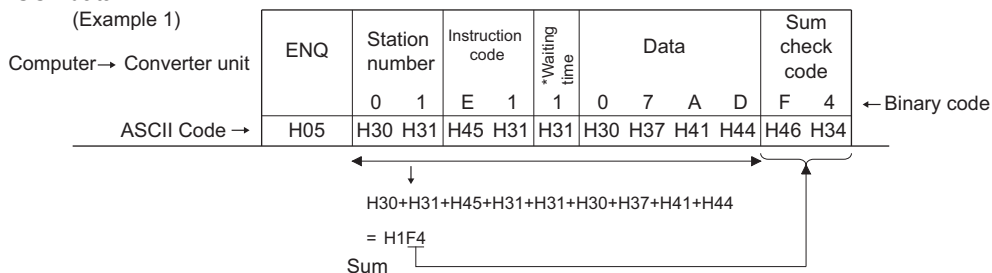 (Example 1)
Computer→ Converter unit
ENQ
Station number
Instruction code
*Waiting time
Data
Sum check code
0 1 E 1 1 0 7 A D F 4
←Binary code
ASCII Code →
H05 H30 H31 H45 H31 H31 H30 H37 H41 H44 H46 H34
H30+H31+H45+H31+H31+H30+H37+H41+H44
= H1F4
Sum